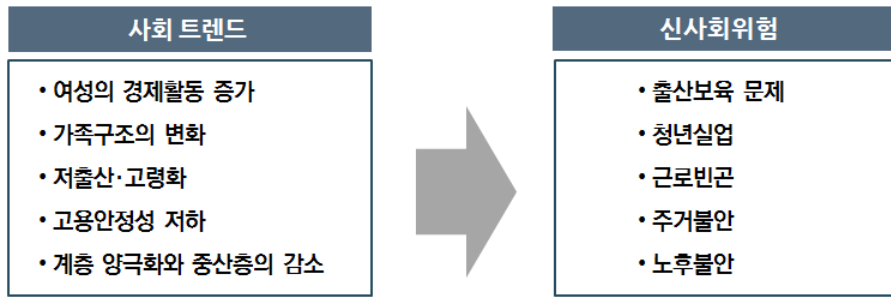 사회 트렌드
• 여성의 경제활동 증가
• 가족구조의 변화
• 저출산·고령화
• 고용안정성 저하
• 계층 양극화와 중산층의 감소
신사회위험
• 출산보육 문제
• 청년실업
• 근로빈곤
• 주거불안
• 노후불안